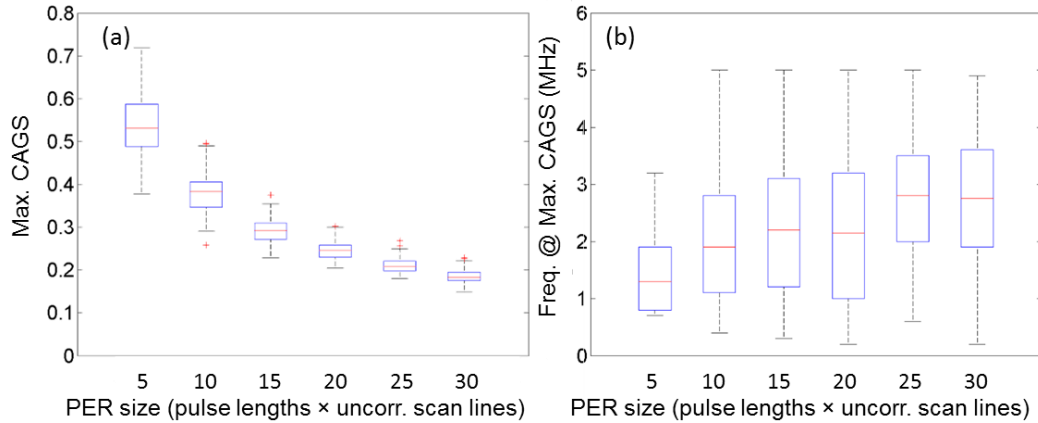 (a)
Max. CAGS
0.8
0.7
0.6
0.5
0.4
0.3
0.2
0.1
0
5 10 15 20 25 30
PER size (pulse lengths × uncorr. scan lines)
(b)
Freq. @ Max. CAGS (MHz)
6
5
4
3
2
1
0
5 10 15 20 25 30
PER size (pulse lengths × uncorr. scan lines)